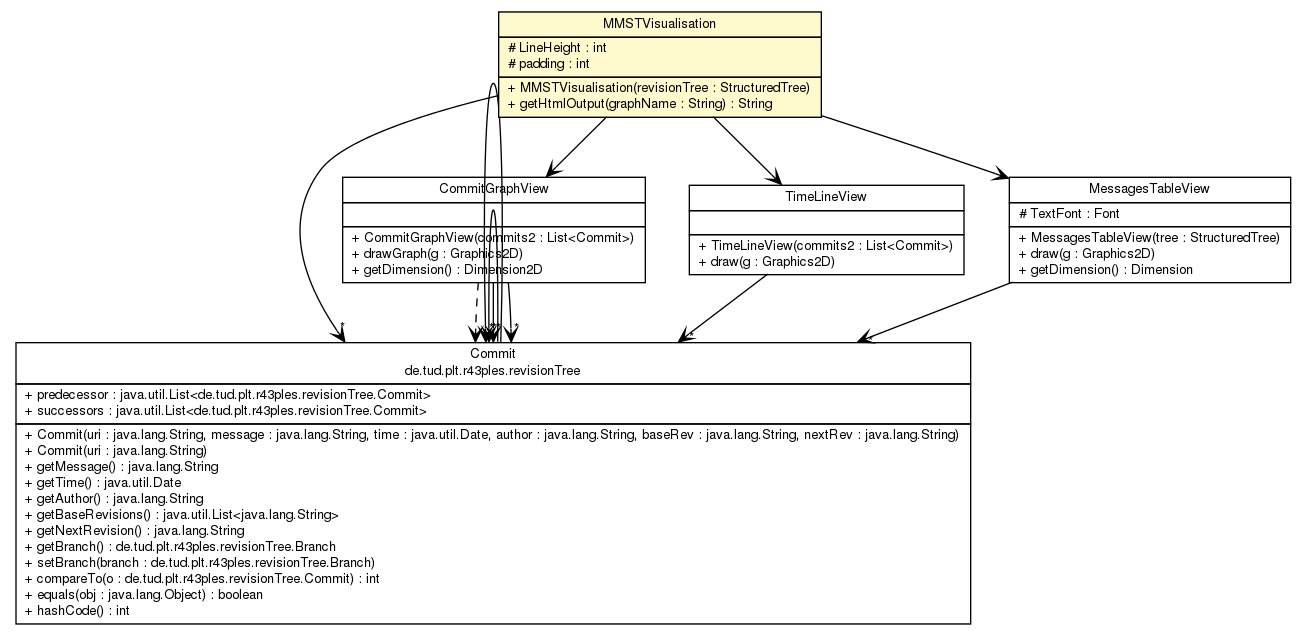 MMSTVisualisation
# LineHeight : int
# padding : int
+ MMSTVisualisation(revisionTree : StructuredTree)
+ getHtmlOutput(graphName : String) : String
CommitGraphView
+ CommitGraphView(commits2 : List<Commit>)
+ drawGraph(g : Graphics2D)
+ getDimension() : Dimension2D
TimeLineView
+ TimeLineView(commits2 : List<Commit>)
+ draw(g : Graphics2D)
MessagesTableView
# TextFont : Font
+ MessagesTableView(tree : StructuredTree)
+ draw(g : Graphics2D)
+ getDimension() : Dimension
*
*
*
*
*
*
Commit
de.tud.plt.r43ples.revisionTree
+ predecessor : java.util.List<de.tud.plt.r43ples.revisionTree.Commit>
+ successors : java.util.List<de.tud.plt.r43ples.revisionTree.Commit>
+ Commit(uri : java.lang.String, message : java.lang.String, time : java.util.Date, author : java.lang.String, baseRev : java.lang.String, nextRev : java.lang.String)
+ Commit(uri : java.lang.String)
+ getMessage() : java.lang.String
+ getTime() : java.util.Date
+ getAuthor() : java.lang.String
+ getBaseRevisions() : java.util.List<java.lang.String>
+ getNextRevision() : java.lang.String
+ getBranch() : de.tud.plt.r43ples.revisionTree.Branch
+ setBranch(branch : de.tud.plt.r43ples.revisionTree.Branch)
+ compareTo(o : de.tud.plt.r43ples.revisionTree.Commit) : int
+ equals(obj : java.lang.Object) : boolean
+ hashCode() : int